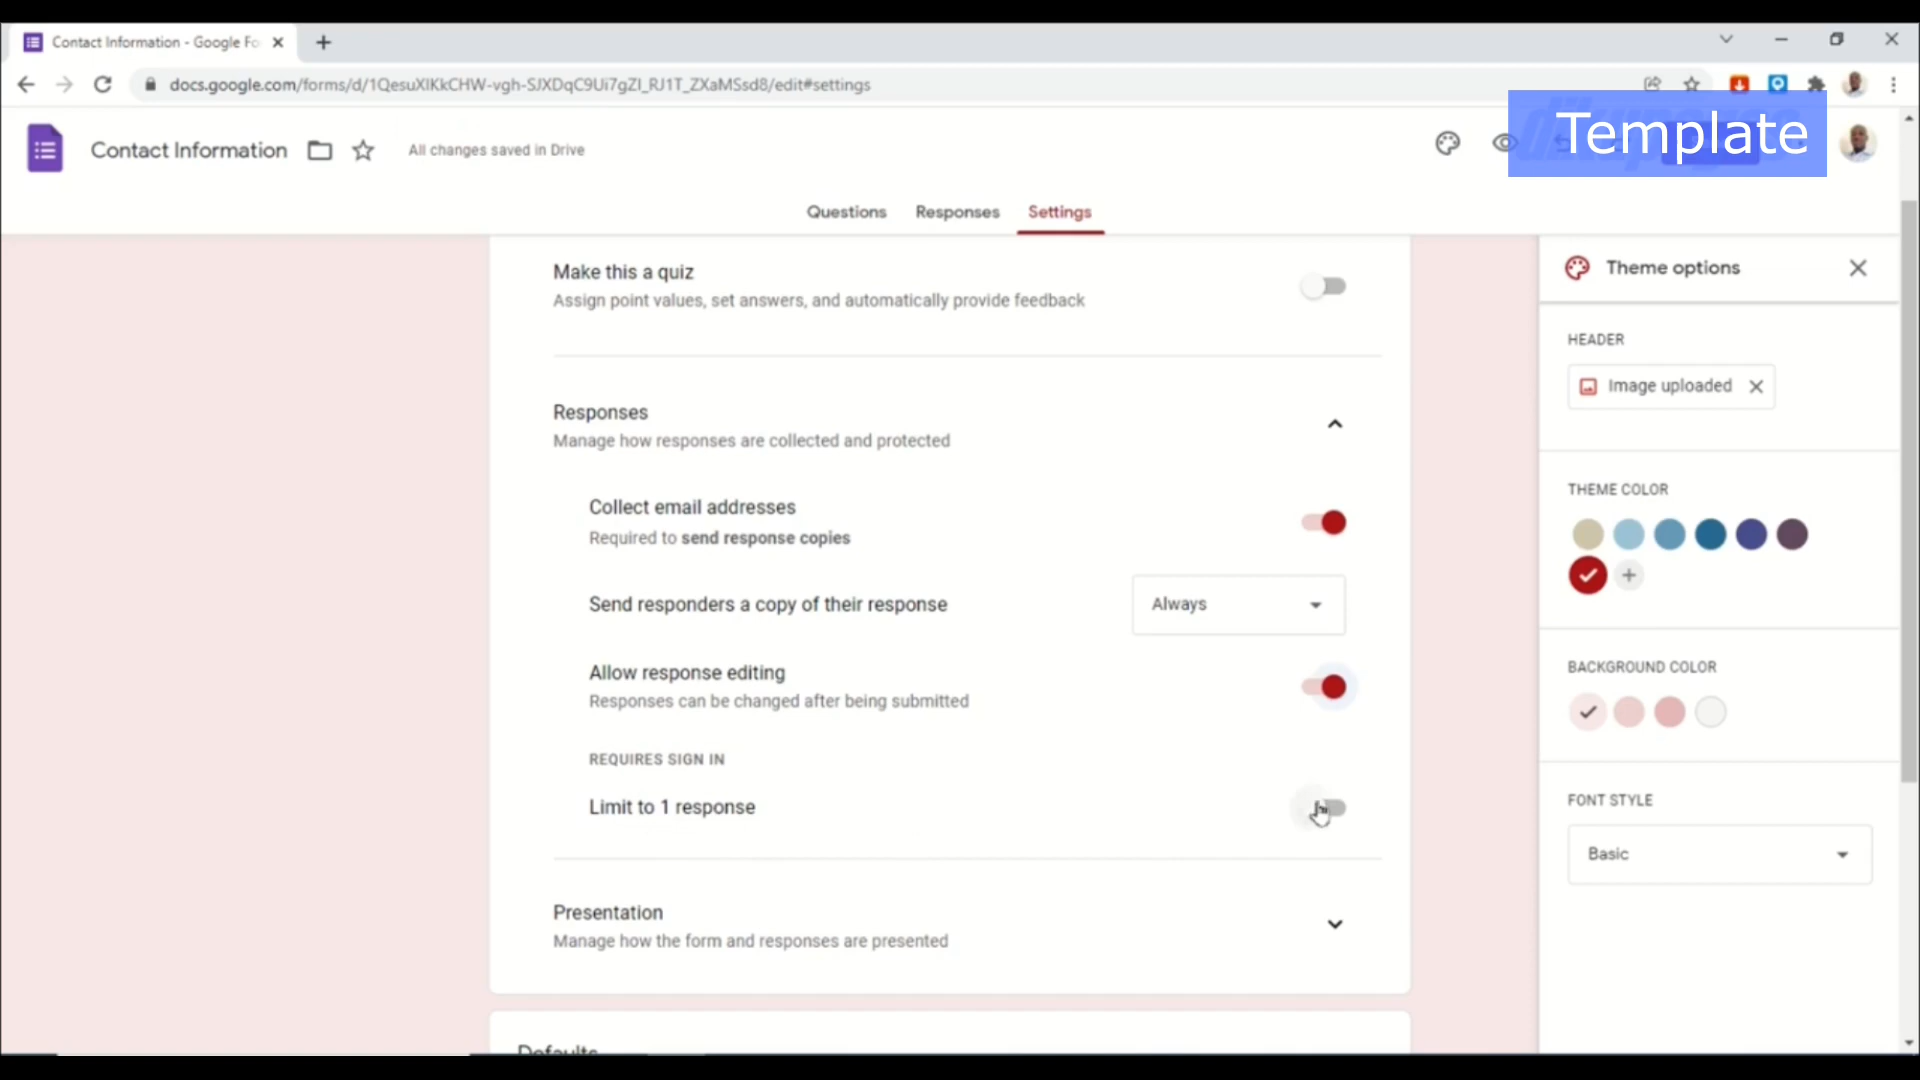 Contact Information - Google Fo
docs.google.com/forms/d/1QesuXlKkCHW-vgh-SJXDqC9Ui7gZI_RJ1T_ZXaMSsd8/edit#settings
Contact Information
All changes saved in Drive
Template
Questions
Responses
Settings
Make this a quiz
Assign point values, set answers, and automatically provide feedback
Responses
Manage how responses are collected and protected
Collect email addresses
Required to send response copies
Send responders a copy of their response
Always
Allow response editing
Responses can be changed after being submitted
REQUIRES SIGN IN
Limit to 1 response
Presentation
Manage how the form and responses are presented
Defaults
Theme options
HEADER
Image uploaded
THEME COLOR
BACKGROUND COLOR
FONT STYLE
Basic